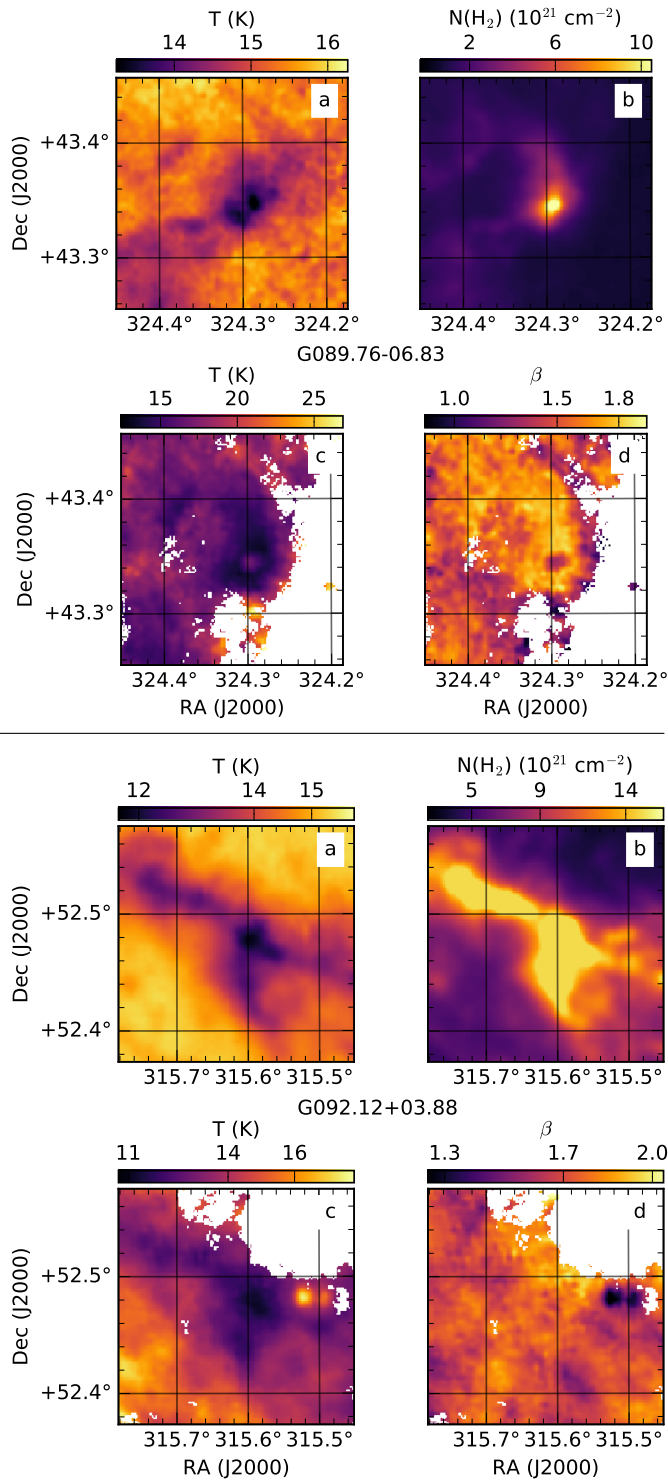 T (K) N(H₂) (10²¹ cm⁻²)
14 15 16 2 6 10
a b
+43.4°
+43.3°
Dec (J2000)
324.4° 324.3° 324.2° 324.4° 324.3° 324.2°
G089.76-06.83
T (K) β
15 20 25 1.0 1.5 1.8
c d
+43.4°
+43.3°
Dec (J2000)
324.4° 324.3° 324.2° 324.4° 324.3° 324.2°
RA (J2000) RA (J2000)
T (K) N(H₂) (10²¹ cm⁻²)
12 14 15 5 9 14
a b
+52.5°
+52.4°
Dec (J2000)
315.7° 315.6° 315.5° 315.7° 315.6° 315.5°
G092.12+03.88
T (K) β
11 14 16 1.3 1.7 2.0
c d
+52.5°
+52.4°
Dec (J2000)
315.7° 315.6° 315.5° 315.7° 315.6° 315.5°
RA (J2000) RA (J2000)